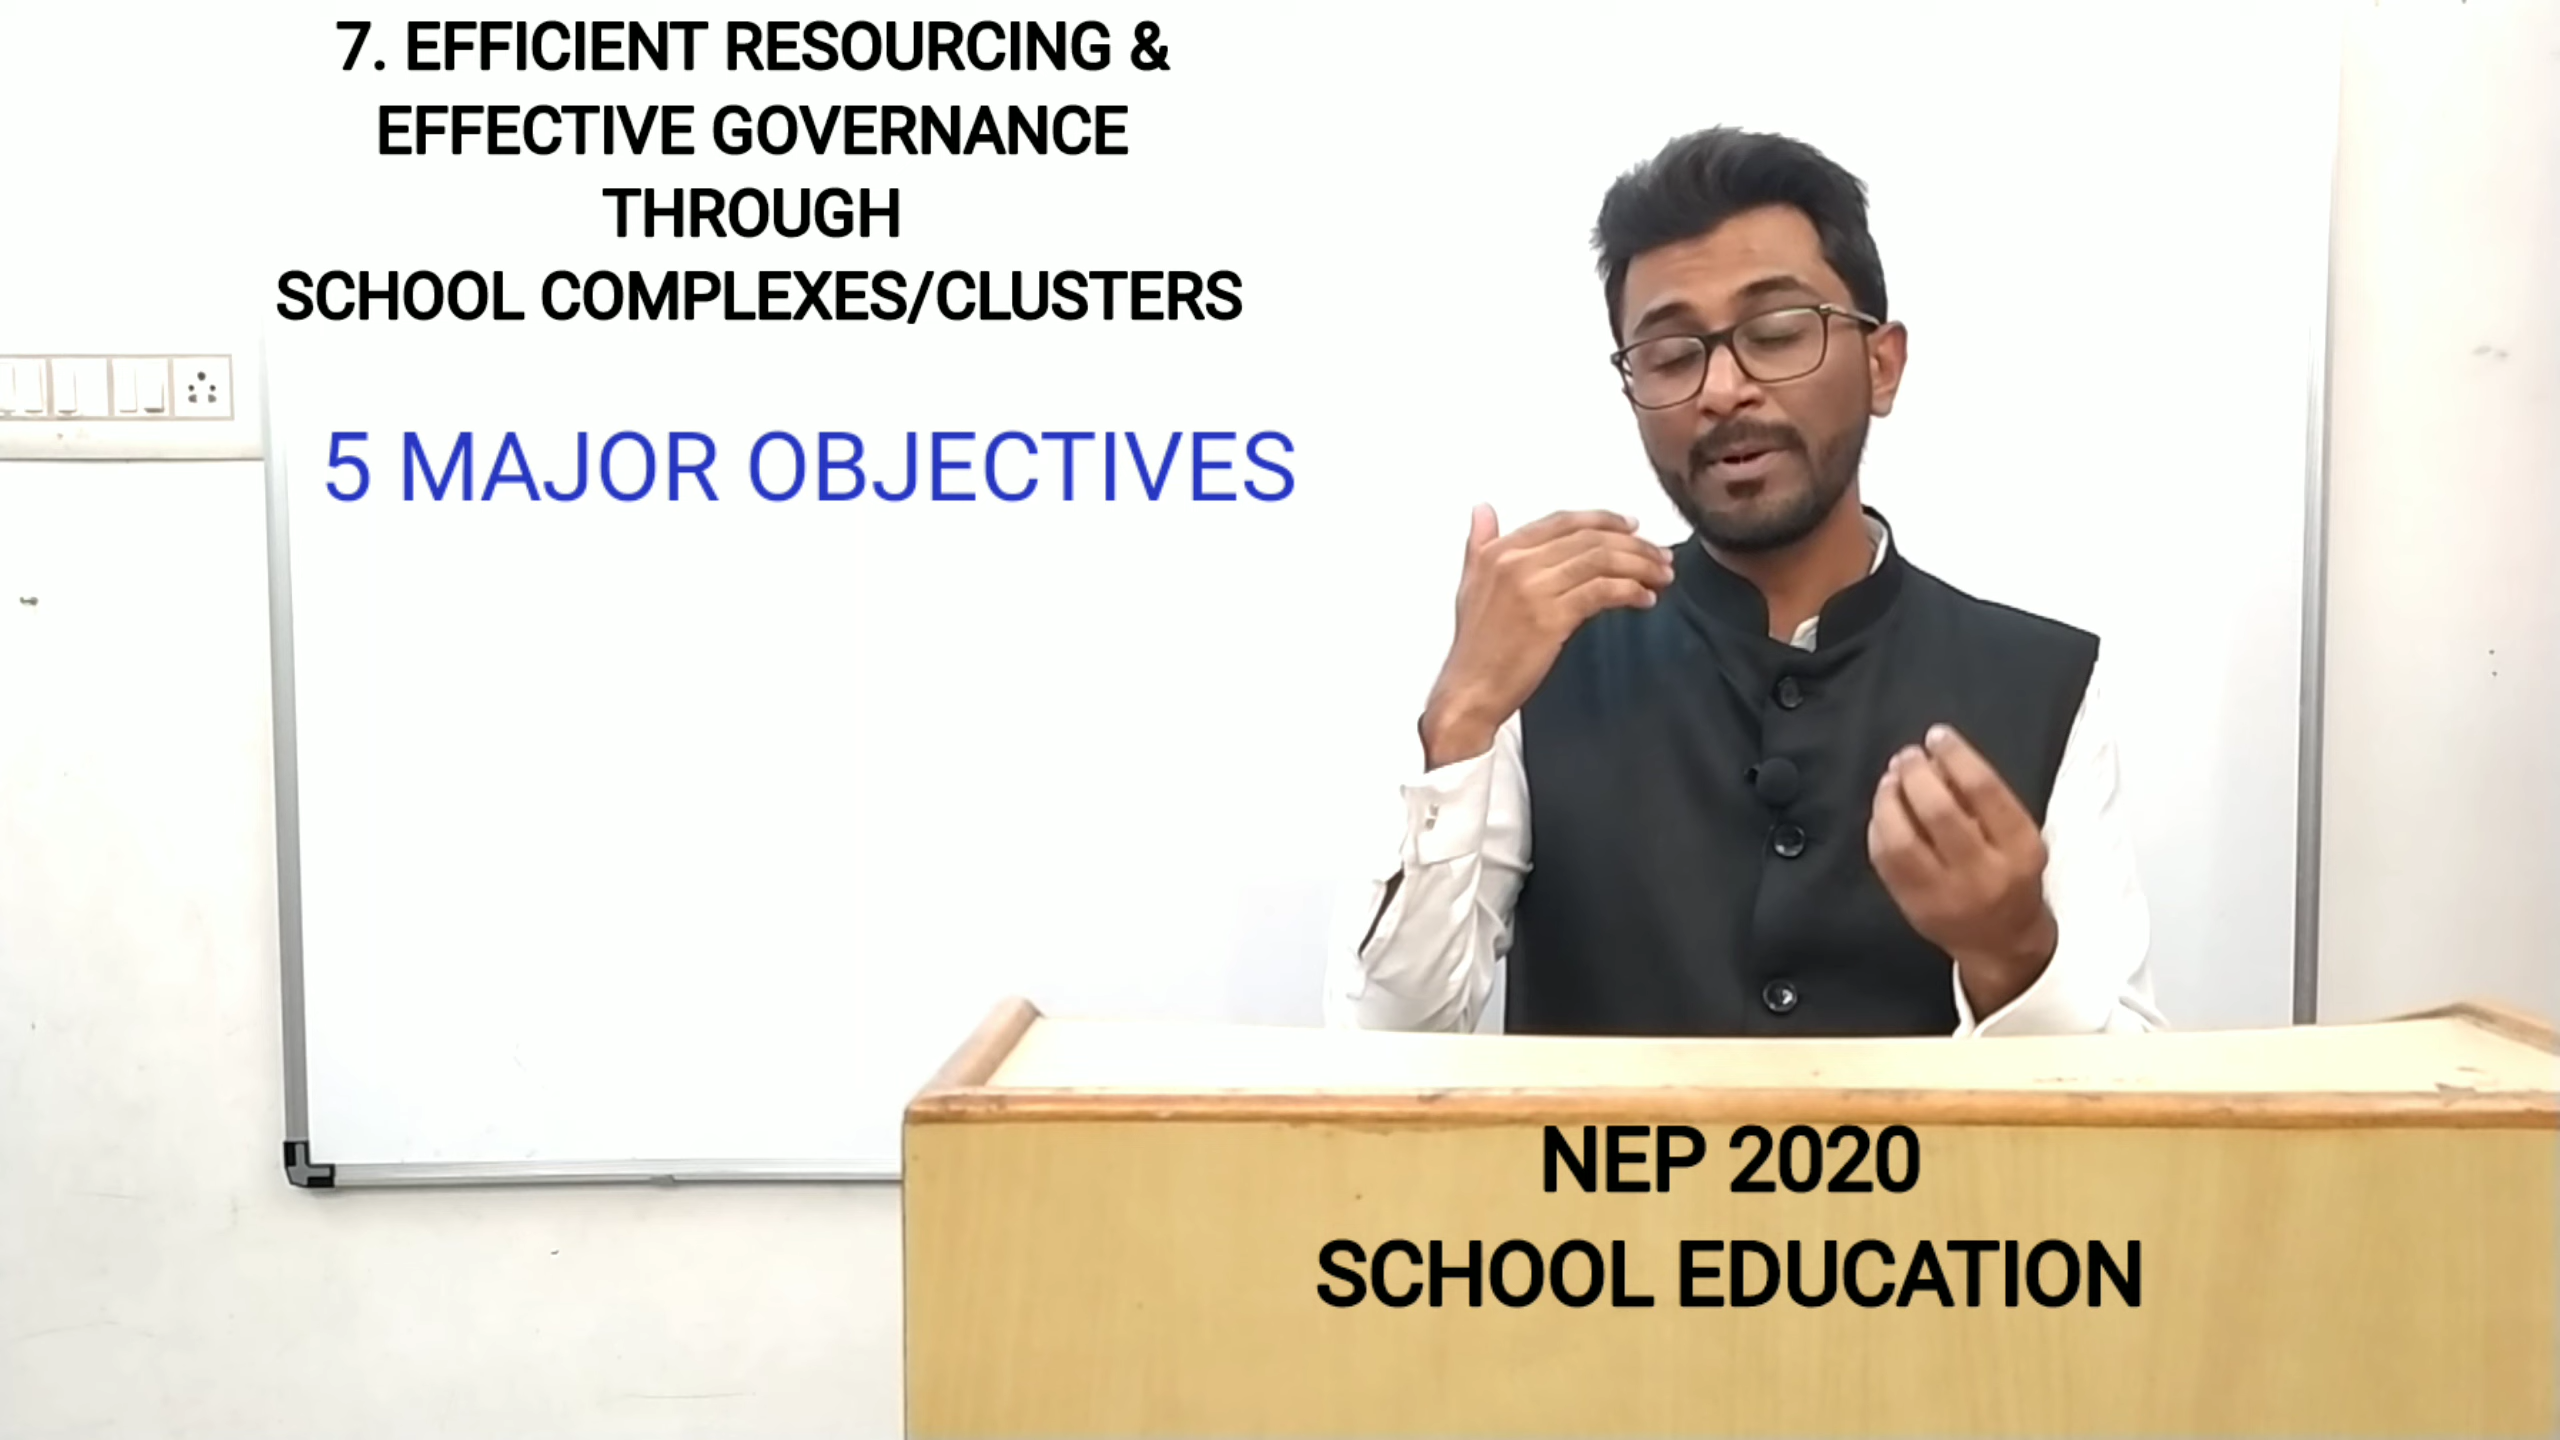 7. EFFICIENT RESOURCING &
EFFECTIVE GOVERNANCE
THROUGH
SCHOOL COMPLEXES/CLUSTERS
5 MAJOR OBJECTIVES
NEP 2020
SCHOOL EDUCATION